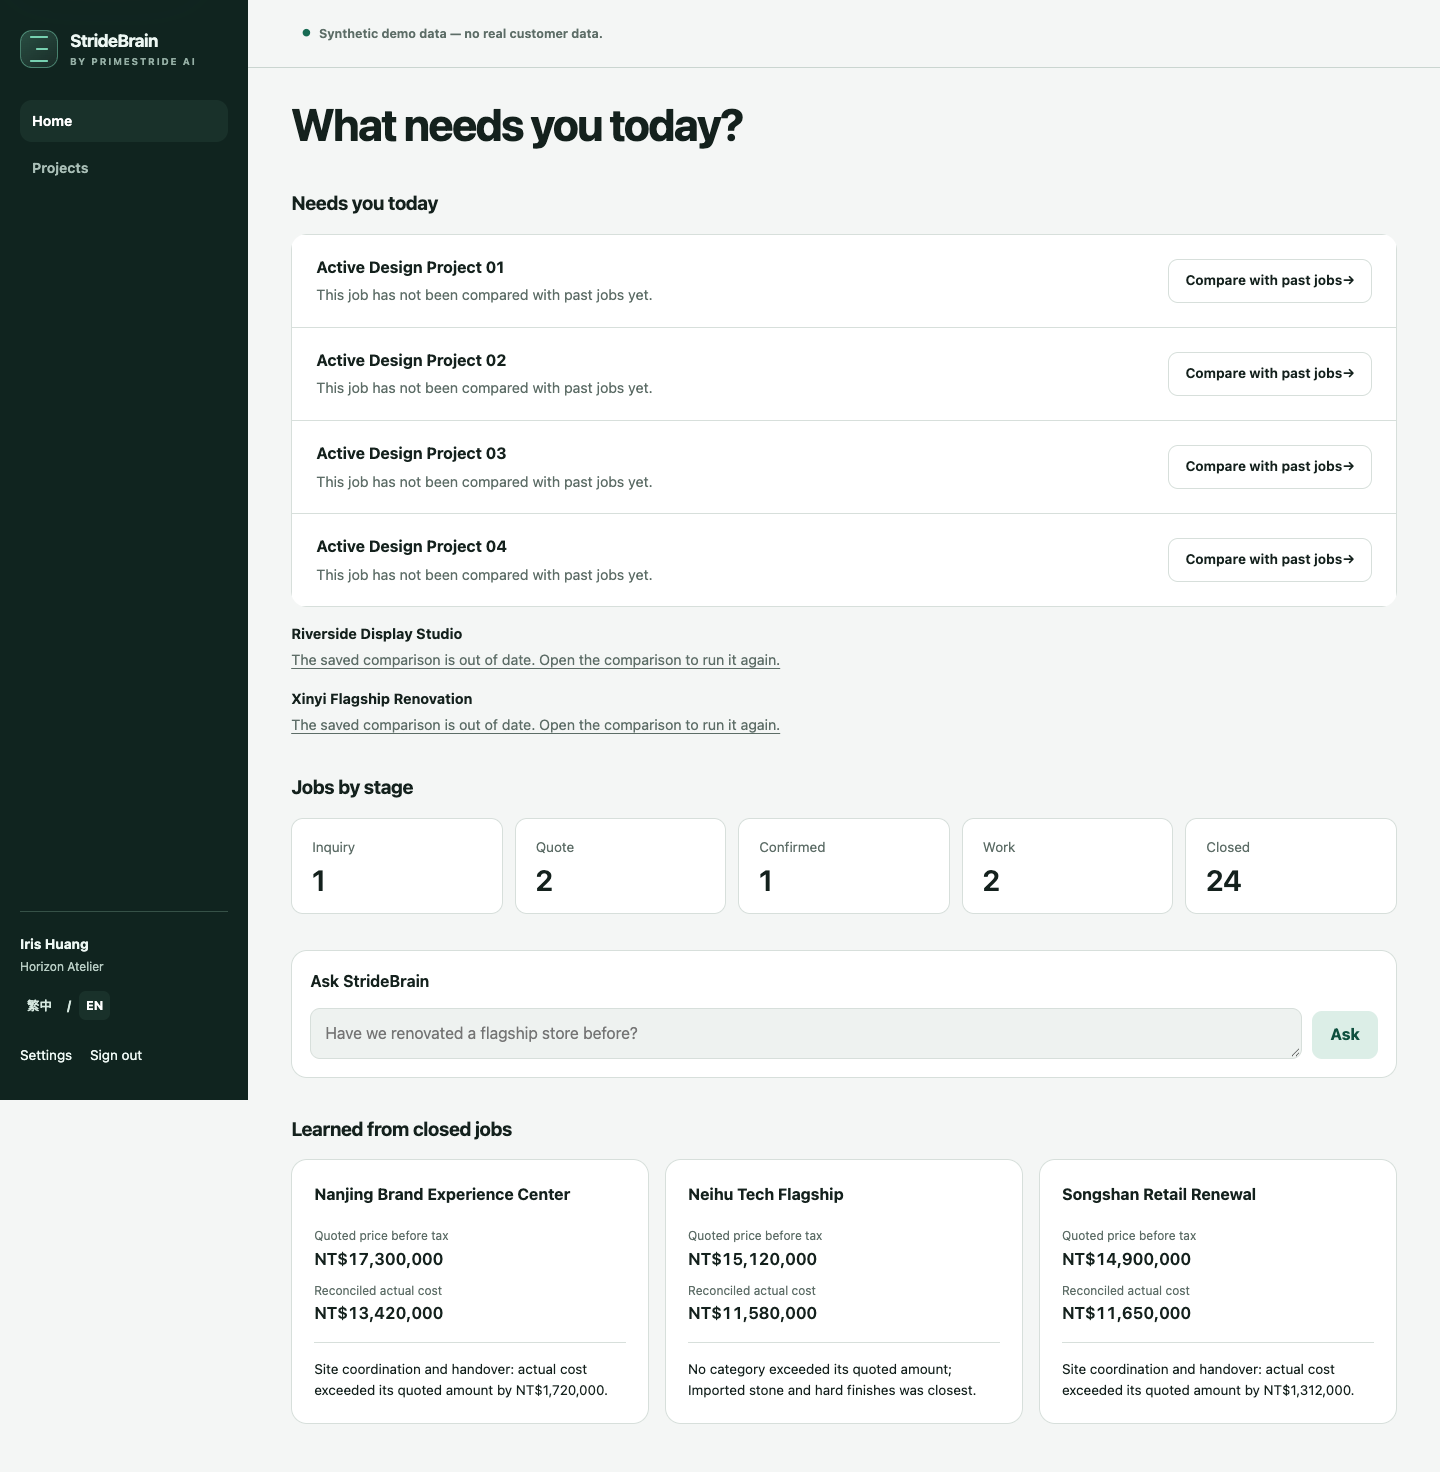 StrideBrain
BY PRIMESTRIDE AI
Home
Projects
Iris Huang
Horizon Atelier
繁中 / EN
Settings Sign out
Synthetic demo data — no real customer data.
What needs you today?
Needs you today
Active Design Project 01
This job has not been compared with past jobs yet.
Compare with past jobs→
Active Design Project 02
This job has not been compared with past jobs yet.
Compare with past jobs→
Active Design Project 03
This job has not been compared with past jobs yet.
Compare with past jobs→
Active Design Project 04
This job has not been compared with past jobs yet.
Compare with past jobs→
Riverside Display Studio
The saved comparison is out of date. Open the comparison to run it again.
Xinyi Flagship Renovation
The saved comparison is out of date. Open the comparison to run it again.
Jobs by stage
Inquiry
1
Quote
2
Confirmed
1
Work
2
Closed
24
Ask StrideBrain
Have we renovated a flagship store before?
Ask
Learned from closed jobs
Nanjing Brand Experience Center
Quoted price before tax
NT$17,300,000
Reconciled actual cost
NT$13,420,000
Site coordination and handover: actual cost
exceeded its quoted amount by NT$1,720,000.
Neihu Tech Flagship
Quoted price before tax
NT$15,120,000
Reconciled actual cost
NT$11,580,000
No category exceeded its quoted amount;
Imported stone and hard finishes was closest.
Songshan Retail Renewal
Quoted price before tax
NT$14,900,000
Reconciled actual cost
NT$11,650,000
Site coordination and handover: actual cost
exceeded its quoted amount by NT$1,312,000.